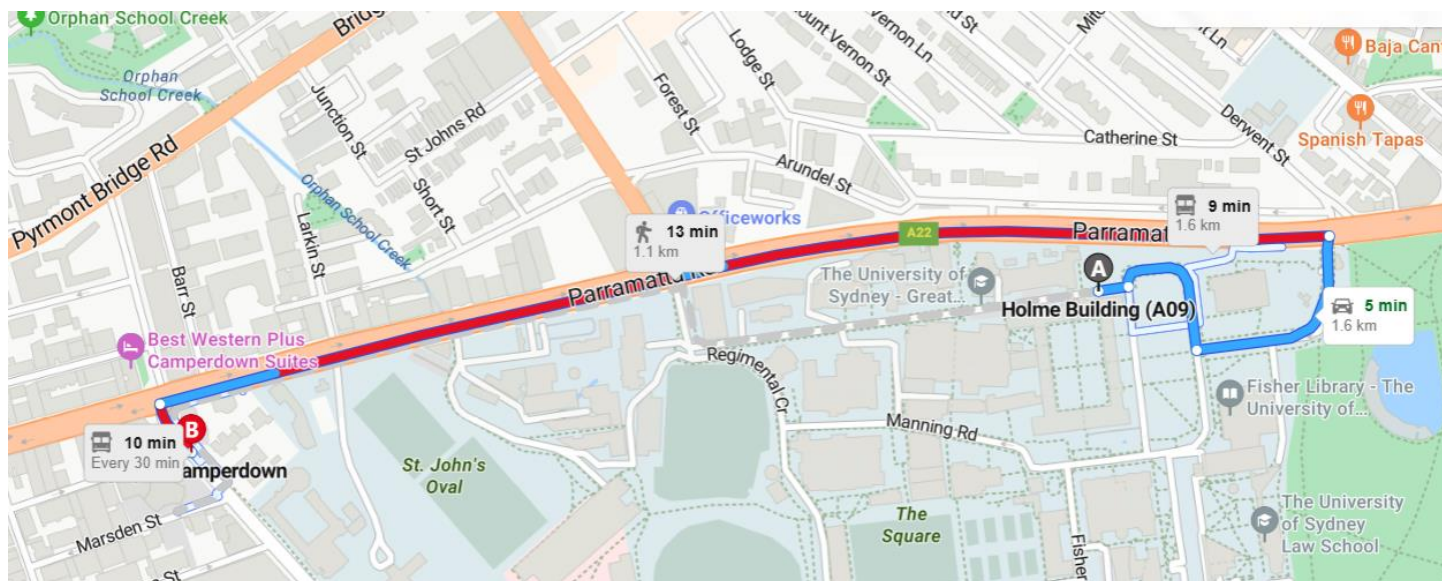 Orphan School Creek
Orphan
School Creek
Pyrmont Bridge Rd
Junction St
St Johns Rd
Short St
Orphan School Creek
Larkin St
Barr St
Forest St
Lodge St
Mount Vernon St
Vernon Ln
Catherine St
Arundel St
Derwent St
Spanish Tapas
Officeworks
13 min
1.1 km
A22
Parramatta
9 min
1.6 km
The University of
Sydney - Great...
A
Holme Building (A09)
5 min
1.6 km
Best Western Plus
Camperdown Suites
Regimental Cr
Manning Rd
Fisher Library - The
University of...
B
10 min
Every 30 min
amperdown
Marsden St
St. John's
Oval
The
Square
Fisher
The University
of Sydney
Law School